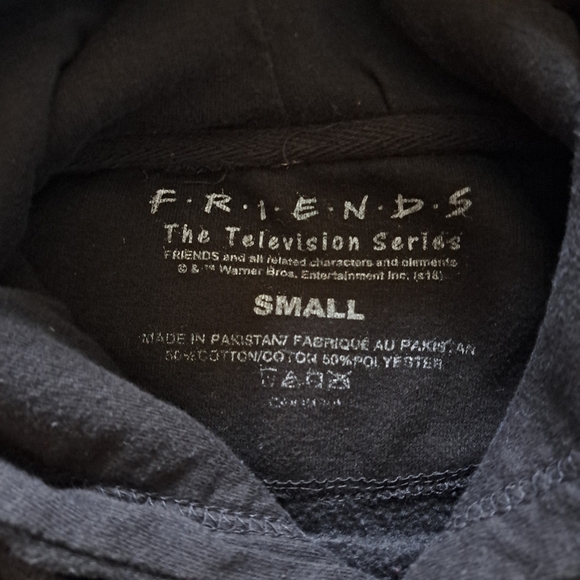 F·R·I·E·N·D·S
The Television Series
FRIENDS and all related characters and elements
© & ™ Warner Bros. Entertainment Inc. (s18)
SMALL
MADE IN PAKISTAN/ FABRIQUÉ AU PAKISTAN
50%COTTON/COTON 50%POLYESTER